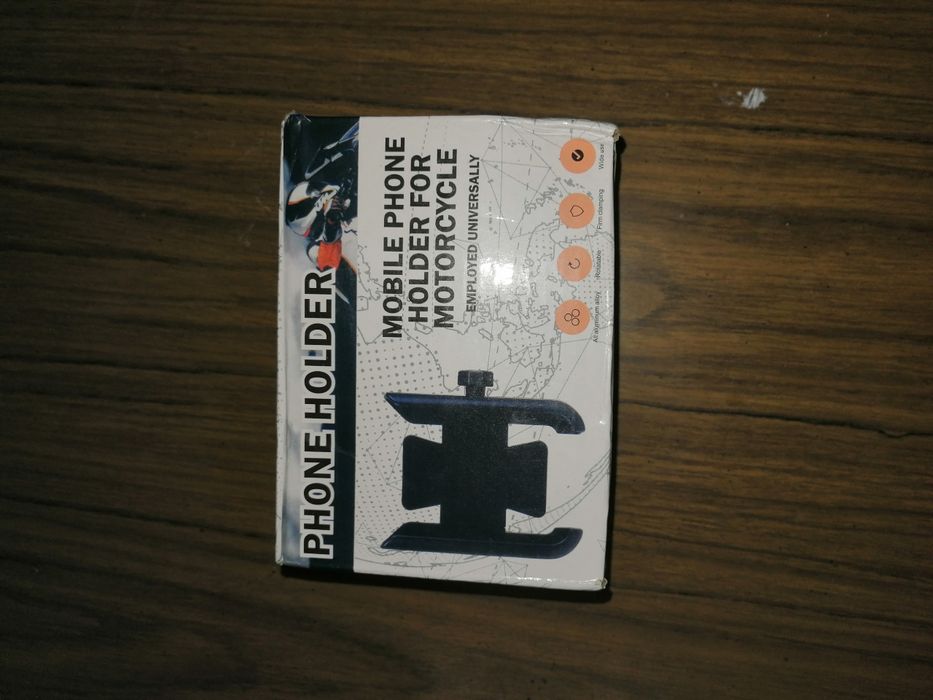 PHONE HOLDER
MOBILE PHONE
HOLDER FOR
MOTORCYCLE
EMPLOYED UNIVERSALLY
All aluminum alloy
Rotatable
Firm clamping
Wide use